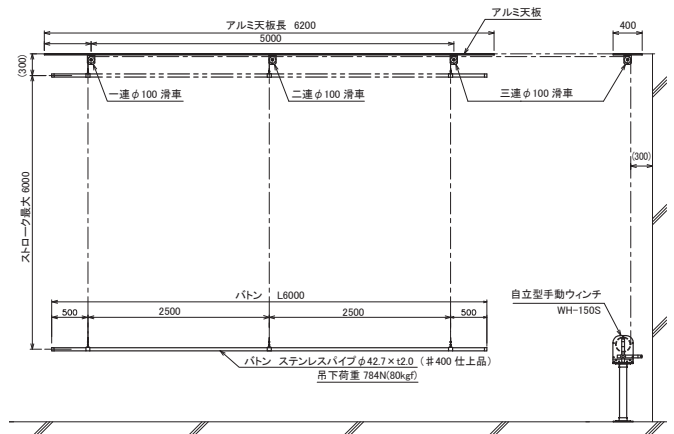 アルミ天板長 6200
アルミ天板
5000
400
(300)
一連φ100 滑車
二連φ100 滑車
三連φ100 滑車
(300)
ストローク最大 6000
バトン L6000
500
2500
2500
500
自立型手動ウィンチ
WH-150S
バトン ステンレスパイプφ42.7×t2.0 (♯400 仕上品)
吊下荷重 784N(80kgf)